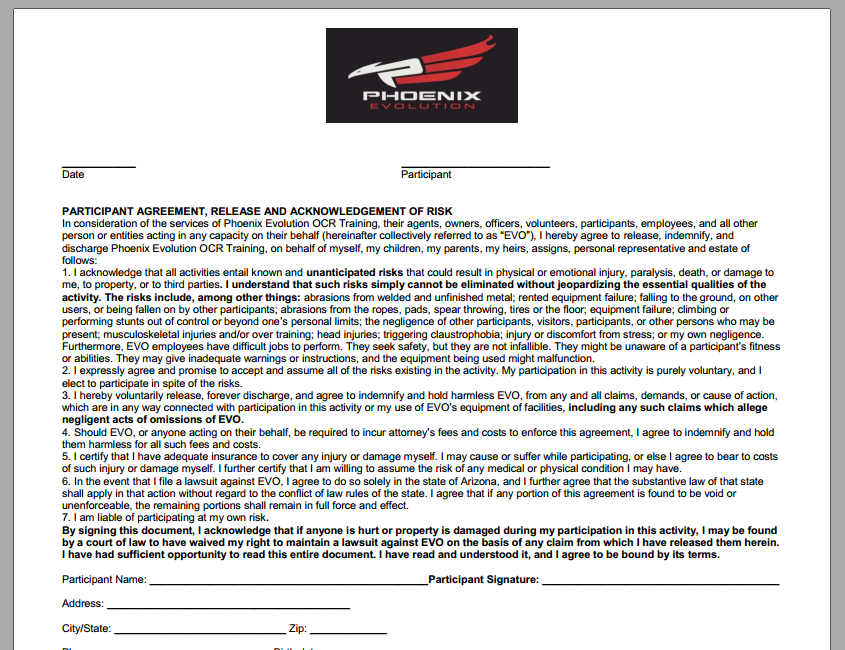 PHOENIX
EVOLUTION
Date Participant
PARTICIPANT AGREEMENT, RELEASE AND ACKNOWLEDGEMENT OF RISK
In consideration of the services of Phoenix Evolution OCR Training, their agents, owners, officers, volunteers, participants, employees, and all other
person or entities acting in any capacity on their behalf (hereinafter collectively referred to as "EVO"), I hereby agree to release, indemnify, and
discharge Phoenix Evolution OCR Training, on behalf of myself, my children, my parents, my heirs, assigns, personal representative and estate of
follows:
1. I acknowledge that all activities entail known and unanticipated risks that could result in physical or emotional injury, paralysis, death, or damage to
me, to property, or to third parties. I understand that such risks simply cannot be eliminated without jeopardizing the essential qualities of the
activity. The risks include, among other things: abrasions from welded and unfinished metal; rented equipment failure; falling to the ground, on other
users, or being fallen on by other participants; abrasions from the ropes, pads, spear throwing, tires or the floor; equipment failure; climbing or
performing stunts out of control or beyond one's personal limits; the negligence of other participants, visitors, participants, or other persons who may be
present; musculoskeletal injuries and/or over training; head injuries; triggering claustrophobia; injury or discomfort from stress; or my own negligence.
Furthermore, EVO employees have difficult jobs to perform. They seek safety, but they are not infallible. They might be unaware of a participant's fitness
or abilities. They may give inadequate warnings or instructions, and the equipment being used might malfunction.
2. I expressly agree and promise to accept and assume all of the risks existing in the activity. My participation in this activity is purely voluntary, and I
elect to participate in spite of the risks.
3. I hereby voluntarily release, forever discharge, and agree to indemnify and hold harmless EVO, from any and all claims, demands, or cause of action,
which are in any way connected with participation in this activity or my use of EVO's equipment of facilities, including any such claims which allege
negligent acts of omissions of EVO.
4. Should EVO, or anyone acting on their behalf, be required to incur attorney's fees and costs to enforce this agreement, I agree to indemnify and hold
them harmless for all such fees and costs.
5. I certify that I have adequate insurance to cover any injury or damage myself. I may cause or suffer while participating, or else I agree to bear to costs
of such injury or damage myself. I further certify that I am willing to assume the risk of any medical or physical condition I may have.
6. In the event that I file a lawsuit against EVO, I agree to do so solely in the state of Arizona, and I further agree that the substantive law of that state
shall apply in that action without regard to the conflict of law rules of the state. I agree that if any portion of this agreement is found to be void or
unenforceable, the remaining portions shall remain in full force and effect.
7. I am liable of participating at my own risk.
By signing this document, I acknowledge that if anyone is hurt or property is damaged during my participation in this activity, I may be found
by a court of law to have waived my right to maintain a lawsuit against EVO on the basis of any claim from which I have released them herein.
I have had sufficient opportunity to read this entire document. I have read and understood it, and I agree to be bound by its terms.
Participant Name: Participant Signature:
Address:
City/State: Zip: